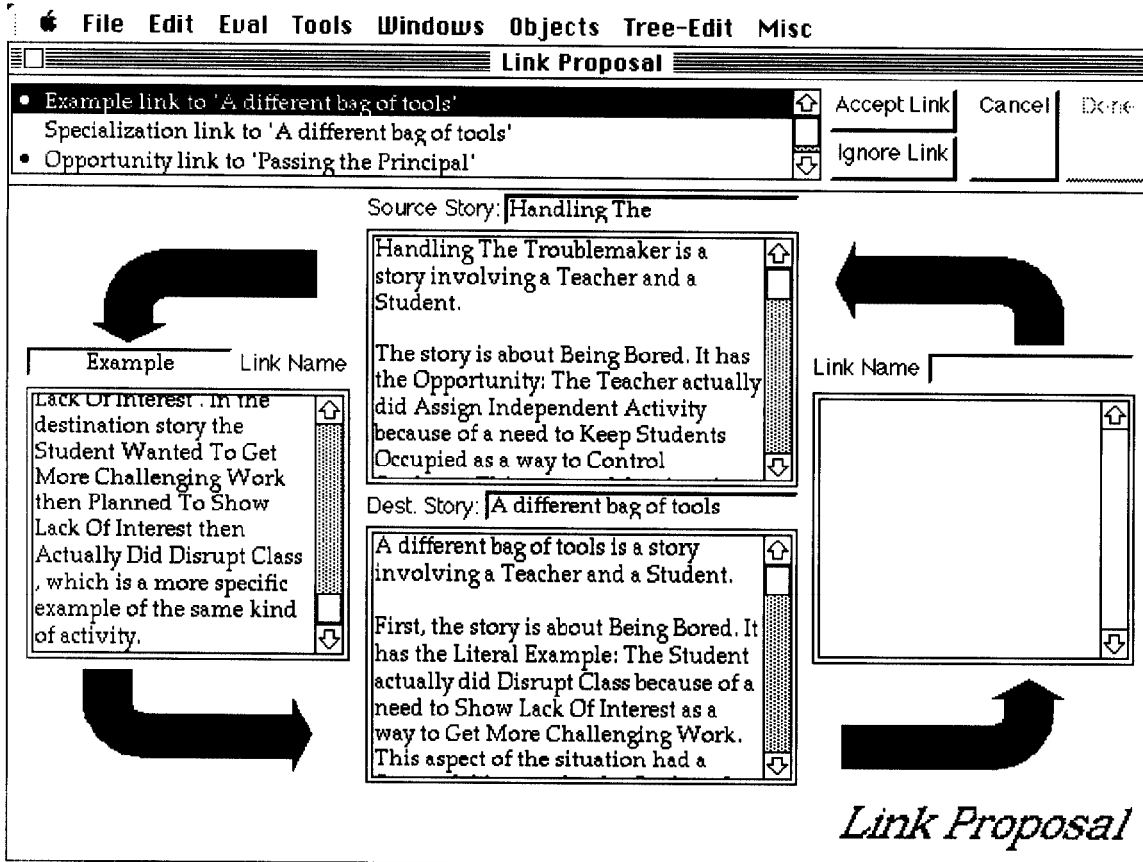 File Edit Eval Tools Windows Objects Tree-Edit Misc
Link Proposal
• Example link to 'A different bag of tools'
Specialization link to 'A different bag of tools'
• Opportunity link to 'Passing the Principal'
Accept Link Cancel Done
Ignore Link
Source Story: Handling The
Handling The Troublemaker is a
story involving a Teacher and a
Student.
The story is about Being Bored. It has
the Opportunity: The Teacher actually
did Assign Independent Activity
because of a need to Keep Students
Occupied as a way to Control
Example Link Name
Lack Of Interest . In the
destination story the
Student Wanted To Get
More Challenging Work
then Planned To Show
Lack Of Interest then
Actually Did Disrupt Class
, which is a more specific
example of the same kind
of activity.
Link Name
Dest. Story: A different bag of tools
A different bag of tools is a story
involving a Teacher and a Student.
First, the story is about Being Bored. It
has the Literal Example: The Student
actually did Disrupt Class because of a
need to Show Lack Of Interest as a
way to Get More Challenging Work.
This aspect of the situation had a
Link Proposal